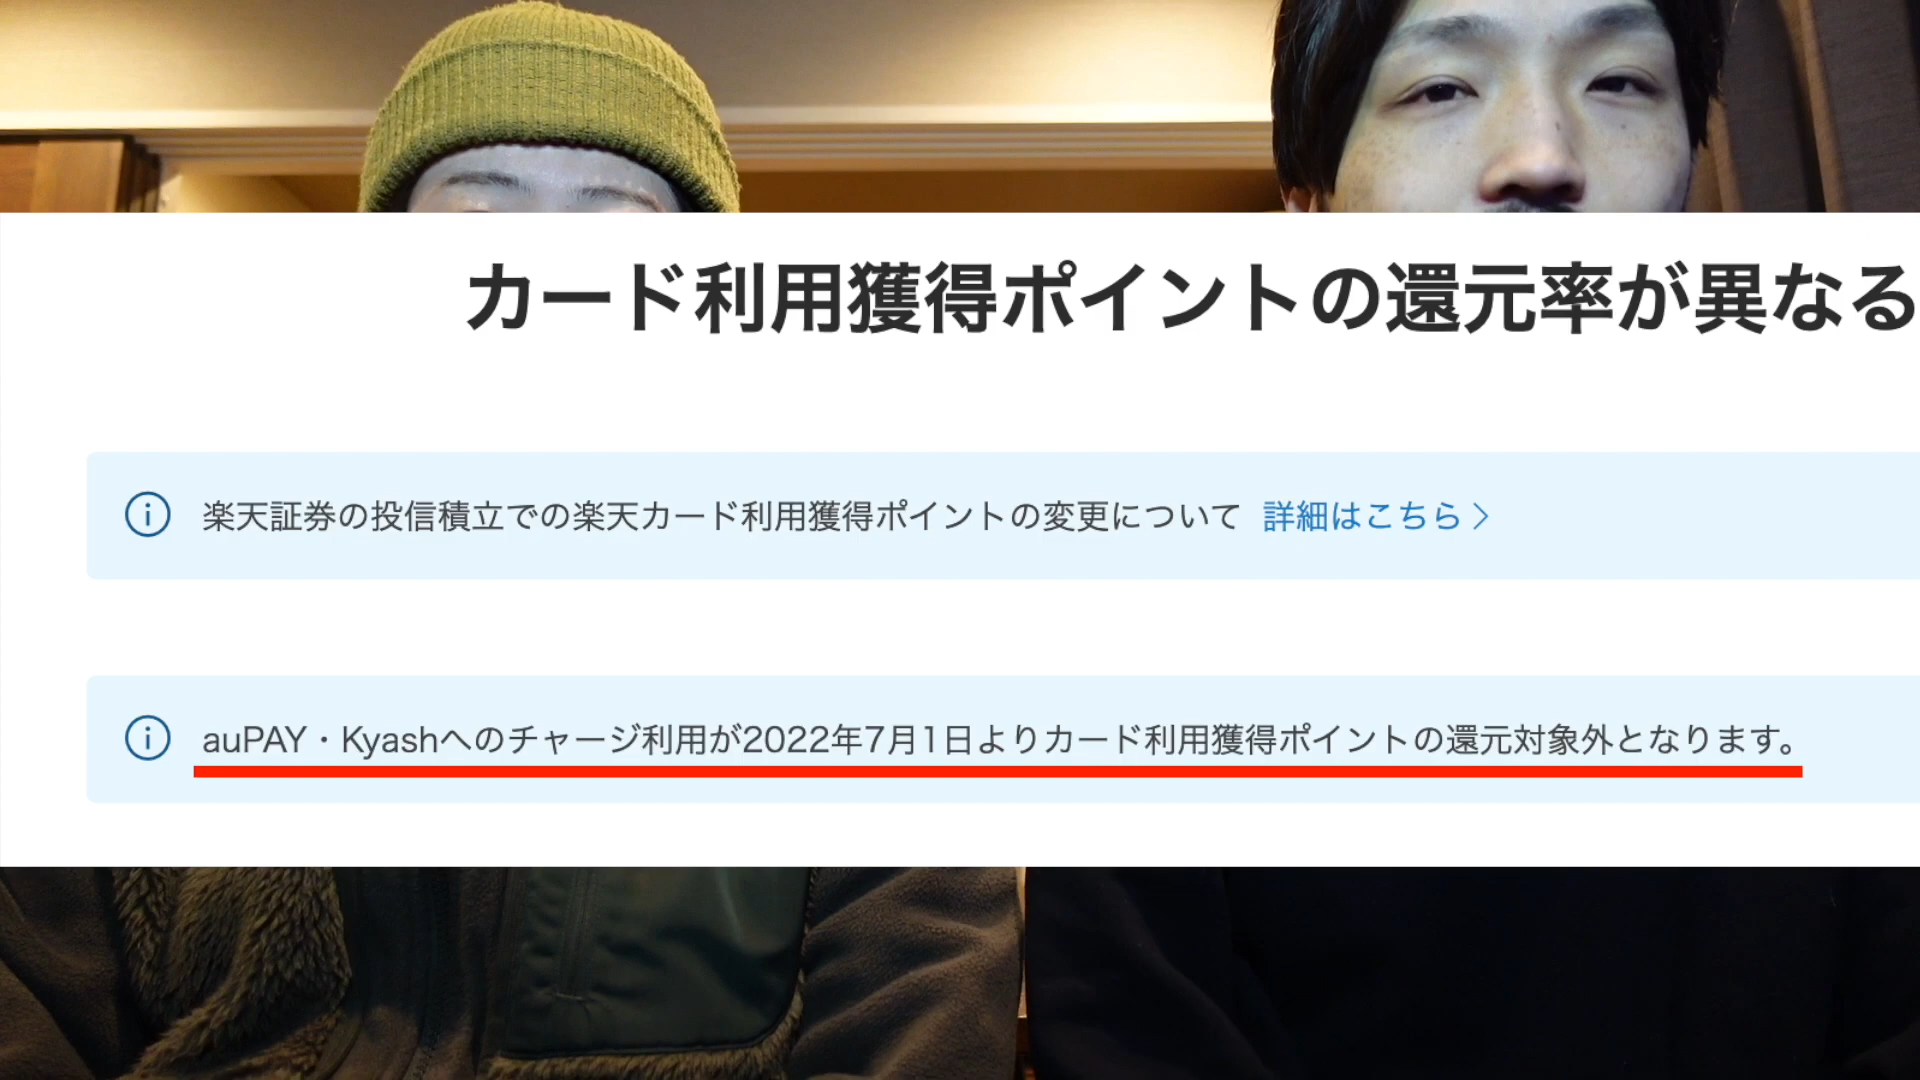 カード利用獲得ポイントの還元率が異なる
楽天証券の投信積立での楽天カード利用獲得ポイントの変更について 詳細はこちら
auPAY・Kyashへのチャージ利用が2022年7月1日よりカード利用獲得ポイントの還元対象外となります。